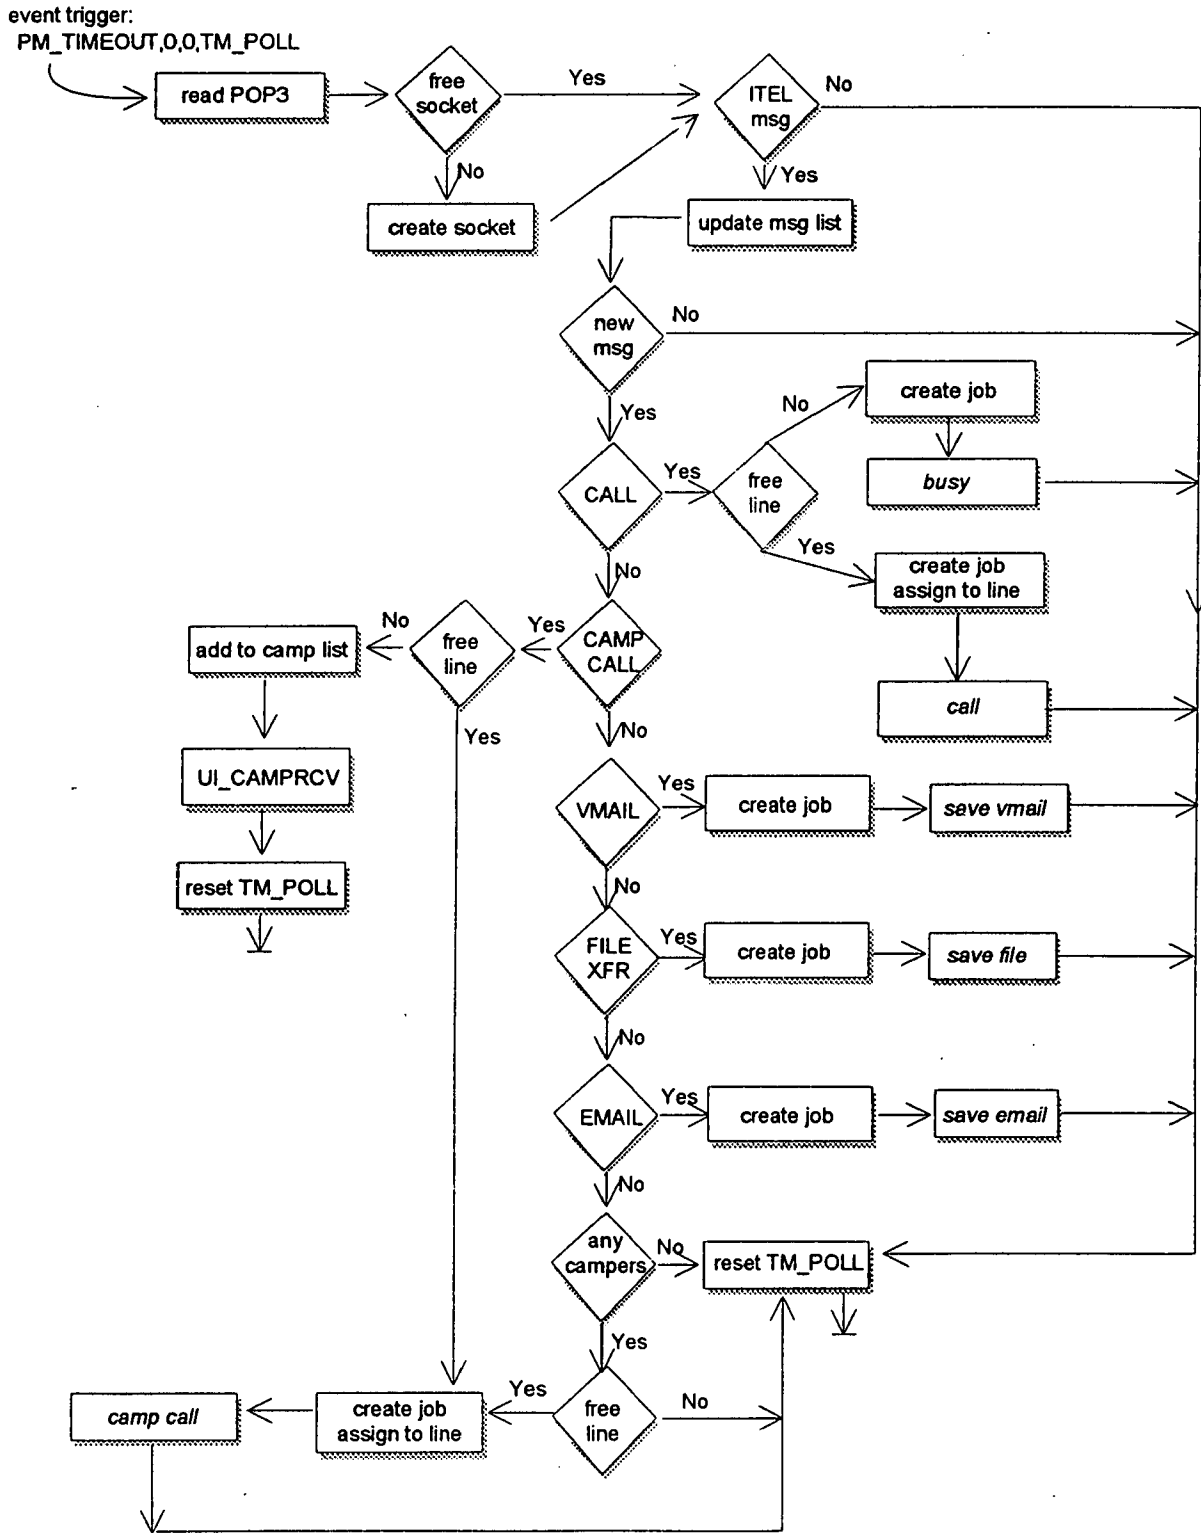 event trigger:
PM_TIMEOUT,0,0,TM_POLL
read POP3
free
socket
Yes
ITEL
msg
No
No
Yes
create socket
update msg list
new
msg
No
Yes
create job
No
CALL
Yes
free
line
busy
Yes
No
create job
assign to line
add to camp list
No
free
line
Yes
CAMP
CALL
call
Yes
No
UI_CAMPRCV
VMAIL
Yes
create job
save vmail
reset TM_POLL
No
FILE
XFR
Yes
create job
save file
No
EMAIL
Yes
create job
save email
No
any
campers
No
reset TM_POLL
Yes
camp call
create job
assign to line
Yes
free
line
No